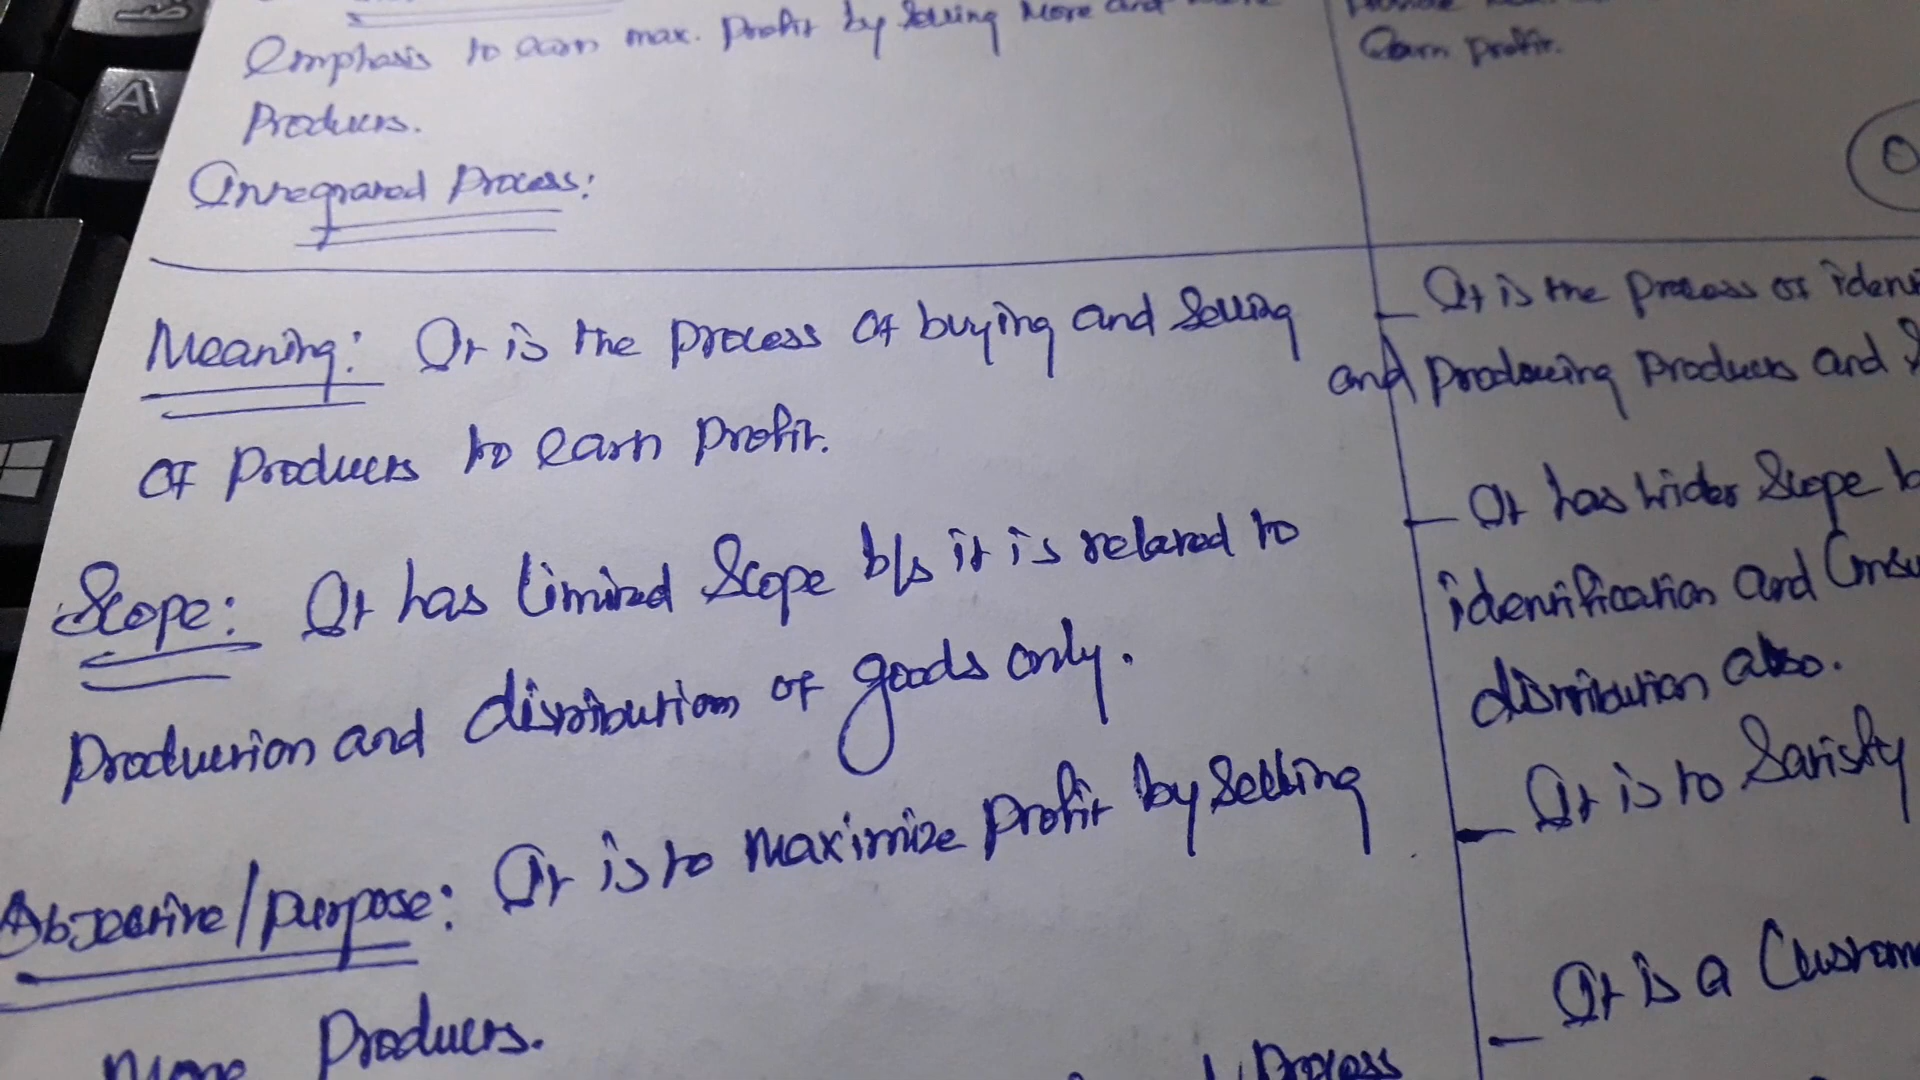 Emphasis to earn max. Profit by Selling More and
Products.
Integrated Process:
Meaning: It is the process of buying and Selling
of Products to earn Profit.
Scope: It has limited Scope b/s it is related to
Production and distribution of goods only.
Objective/Purpose: It is to Maximize Profit by Selling
More Products.
Process
A
Earn Profit.
It is the Process of
and Producing Products and
It has wider Scope
identification and
distribution also.
It is to Satisfy
It is a